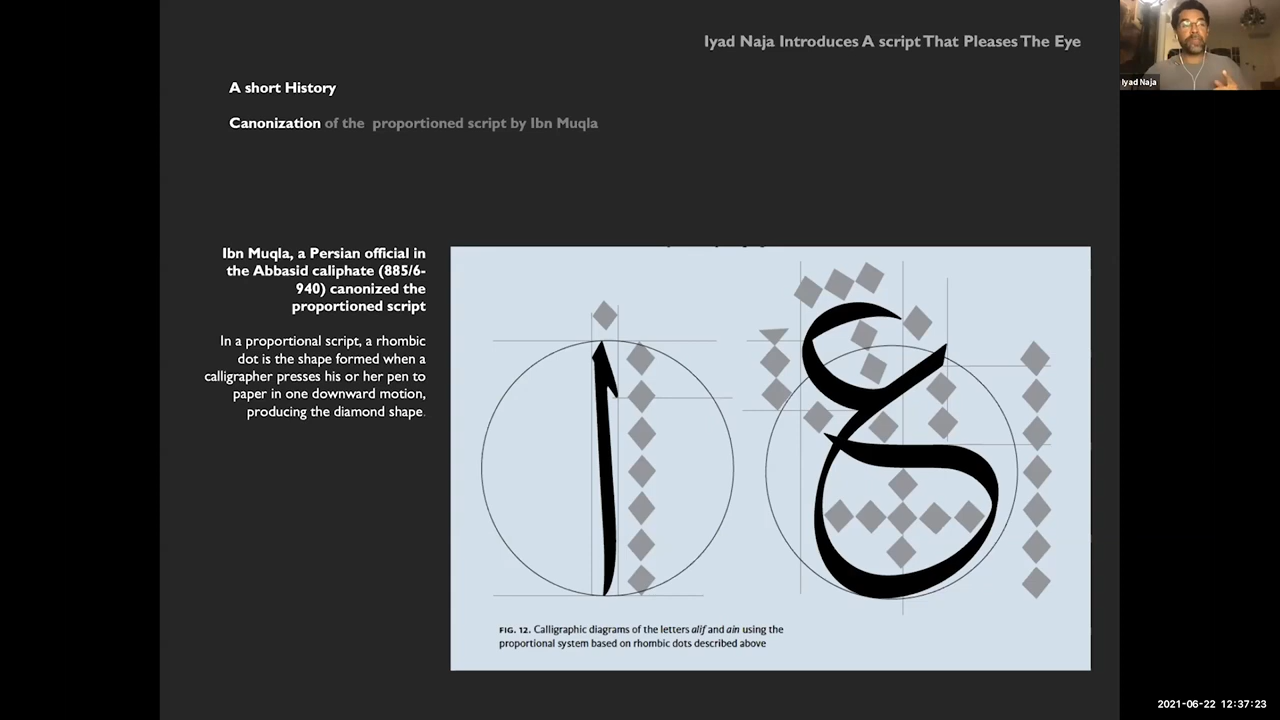 Iyad Naja Introduces A script That Pleases The Eye
Iyad Naja
A short History
Canonization of the proportioned script by Ibn Muqla
Ibn Muqla, a Persian official in
the Abbasid caliphate (885/6-
940) canonized the
proportioned script
In a proportional script, a rhombic
dot is the shape formed when a
calligrapher presses his or her pen to
paper in one downward motion,
producing the diamond shape.
ا ع
FIG. 12. Calligraphic diagrams of the letters alif and ain using the
proportional system based on rhombic dots described above
2021-06-22 12:37:23